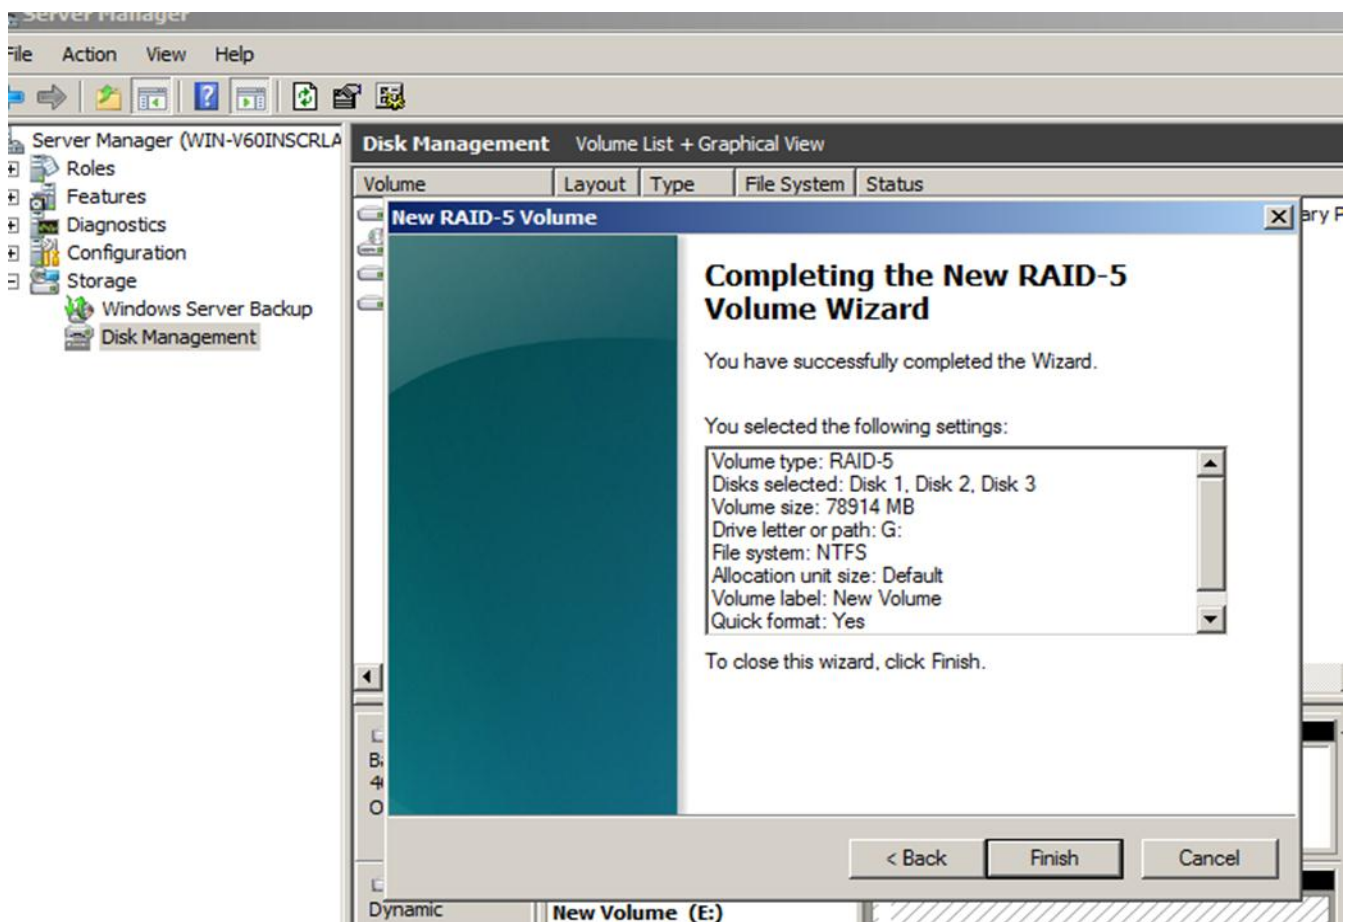 Server Manager
File Action View Help
Server Manager (WIN-V60INSCRLA
Roles
Features
Diagnostics
Configuration
Storage
Windows Server Backup
Disk Management
Disk Management Volume List + Graphical View
Volume Layout Type File System Status
ary P
New RAID-5 Volume
Completing the New RAID-5
Volume Wizard
You have successfully completed the Wizard.
You selected the following settings:
Volume type: RAID-5
Disks selected: Disk 1, Disk 2, Disk 3
Volume size: 78914 MB
Drive letter or path: G:
File system: NTFS
Allocation unit size: Default
Volume label: New Volume
Quick format: Yes
To close this wizard, click Finish.
< Back Finish Cancel
Ba
O
Dynamic
New Volume (E:)